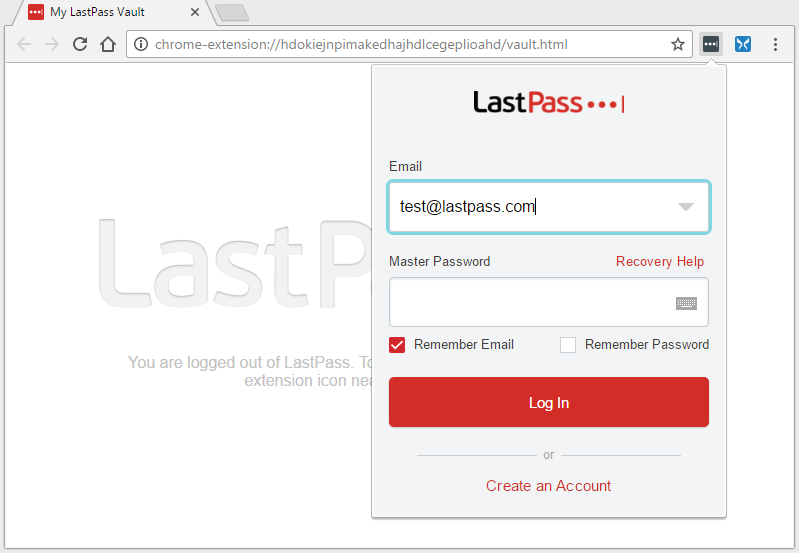 My LastPass Vault
chrome-extension://hdokiejnpimakedhajhdlcegeplioahd/vault.html
LastPass
Email
test@lastpass.com
Master Password Recovery Help
Remember Email Remember Password
Log In
or
Create an Account
LastP
You are logged out of LastPass. To
extension icon nea